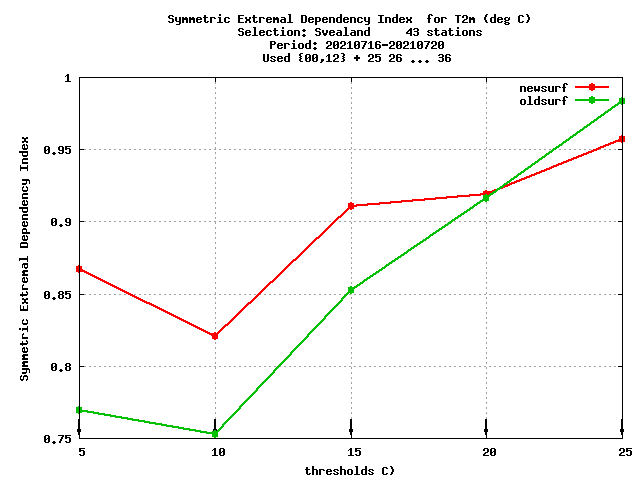 Symmetric Extremal Dependency Index  for T2m (deg C)
Selection: Svealand     43 stations
Period: 20210716-20210720
Used {00,12} + 25 26 ... 36
newsurf
oldsurf
Symmetric Extremal Dependency Index
1
0.95
0.9
0.85
0.8
0.75
5 10 15 20 25
thresholds C)